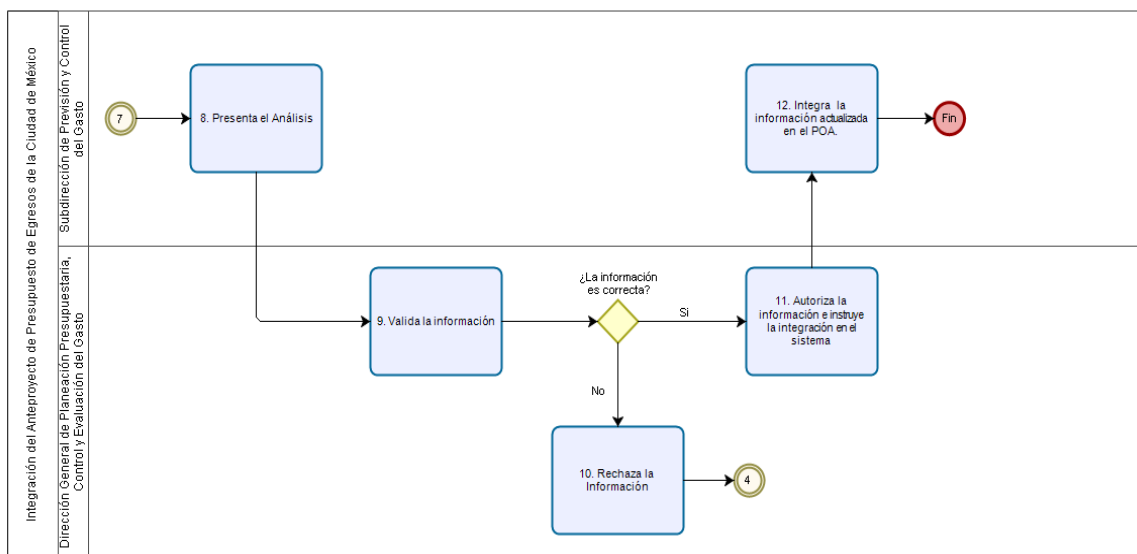 Integración del Anteproyecto de Presupuesto de Egresos de la Ciudad de México
Subdirección de Previsión y Control
del Gasto
7
8. Presenta el Análisis
12. Integra la
información actualizada
en el POA.
Fin
Dirección General de Planeación Presupuestaria,
Control y Evaluación del Gasto
9. Valida la información
¿La información
es correcta?
Si
11. Autoriza la
información e instruye
la integración en el
sistema
No
10. Rechaza la
Información
4